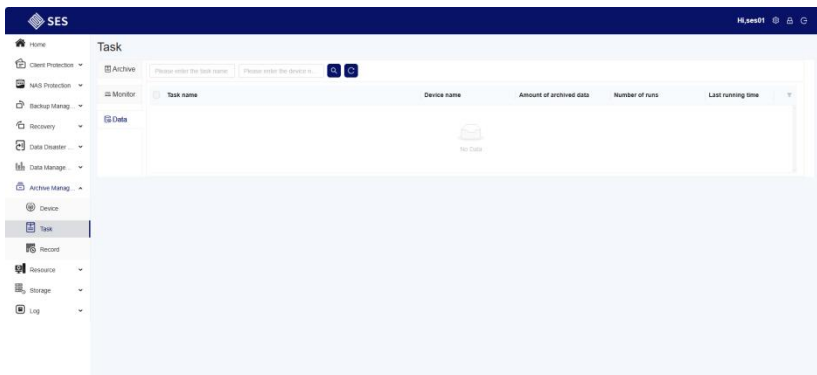 SES
Hi,ses01
Home
Client Protection
NAS Protection
Backup Manag...
Recovery
Data Disaster ...
Data Manage...
Archive Manag...
Device
Task
Record
Resource
Storage
Log
Task
Archive
Please enter the task name
Please enter the device n...
Monitor
Task name
Device name
Amount of archived data
Number of runs
Last running time
Data
No Data